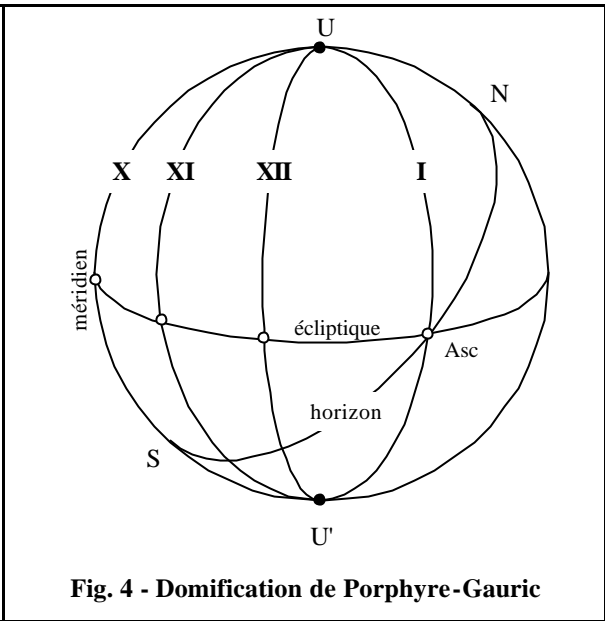 U
N
X XI XII I
méridien
écliptique
Asc
horizon
S
U'
Fig. 4 - Domification de Porphyre-Gauric